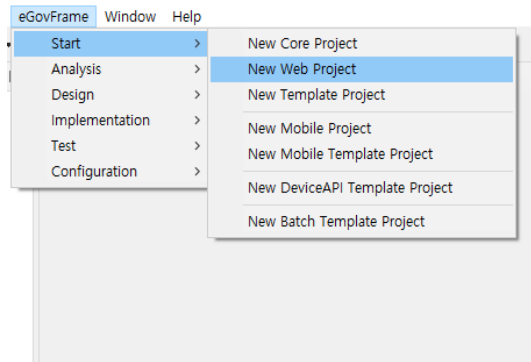 eGovFrame Window Help
Start > New Core Project
Analysis > New Web Project
Design > New Template Project
Implementation > New Mobile Project
Test > New Mobile Template Project
Configuration > New DeviceAPI Template Project
New Batch Template Project